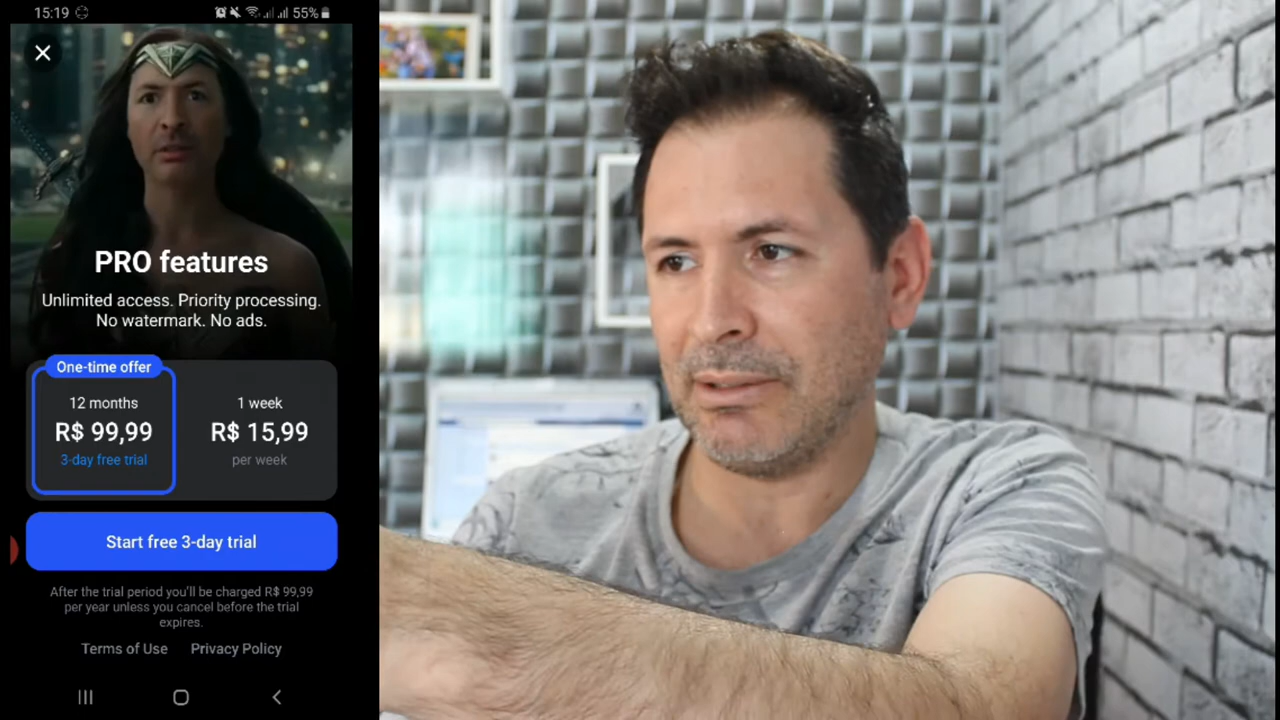 15:19
55%
PRO features
Unlimited access. Priority processing.
No watermark. No ads.
One-time offer
12 months
R$ 99,99
3-day free trial
1 week
R$ 15,99
per week
Start free 3-day trial
After the trial period you'll be charged R$ 99,99
per year unless you cancel before the trial
expires.
Terms of Use
Privacy Policy